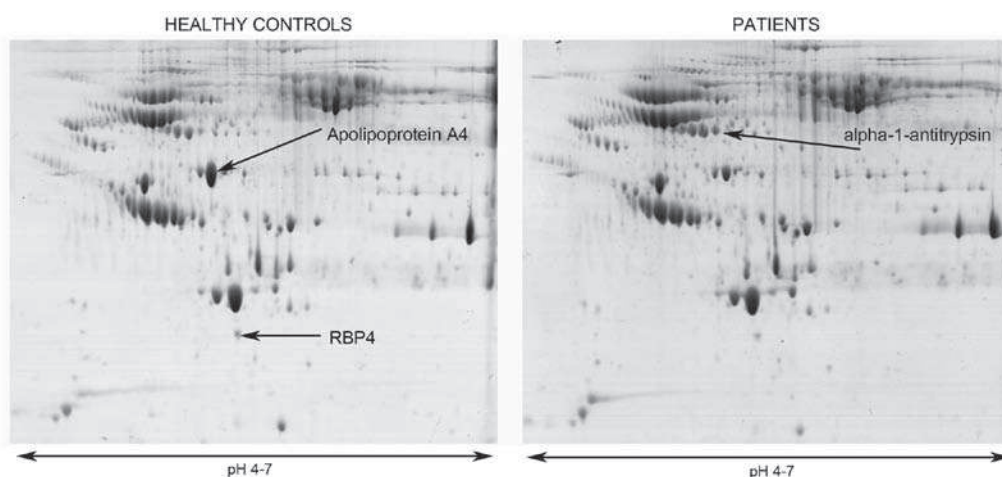 HEALTHY CONTROLS
PATIENTS
Apolipoprotein A4
alpha-1-antitrypsin
RBP4
pH 4-7
pH 4-7